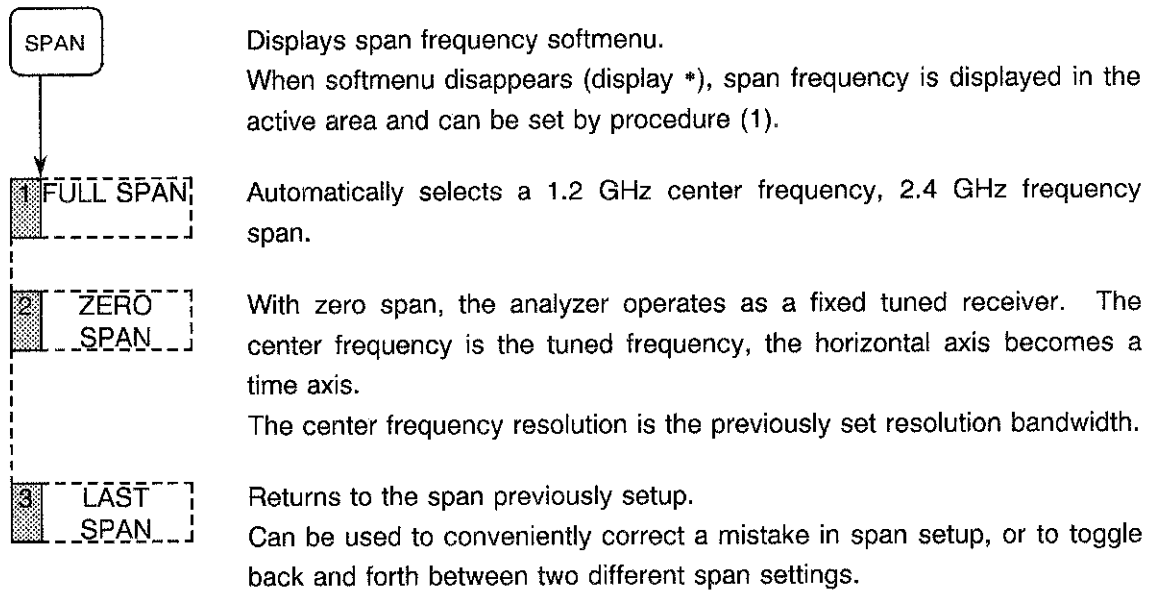 SPAN
Displays span frequency softmenu.
When softmenu disappears (display *), span frequency is displayed in the
active area and can be set by procedure (1).
1 FULL SPAN
Automatically selects a 1.2 GHz center frequency, 2.4 GHz frequency
span.
2 ZERO
SPAN
With zero span, the analyzer operates as a fixed tuned receiver. The
center frequency is the tuned frequency, the horizontal axis becomes a
time axis.
The center frequency resolution is the previously set resolution bandwidth.
3 LAST
SPAN
Returns to the span previously setup.
Can be used to conveniently correct a mistake in span setup, or to toggle
back and forth between two different span settings.